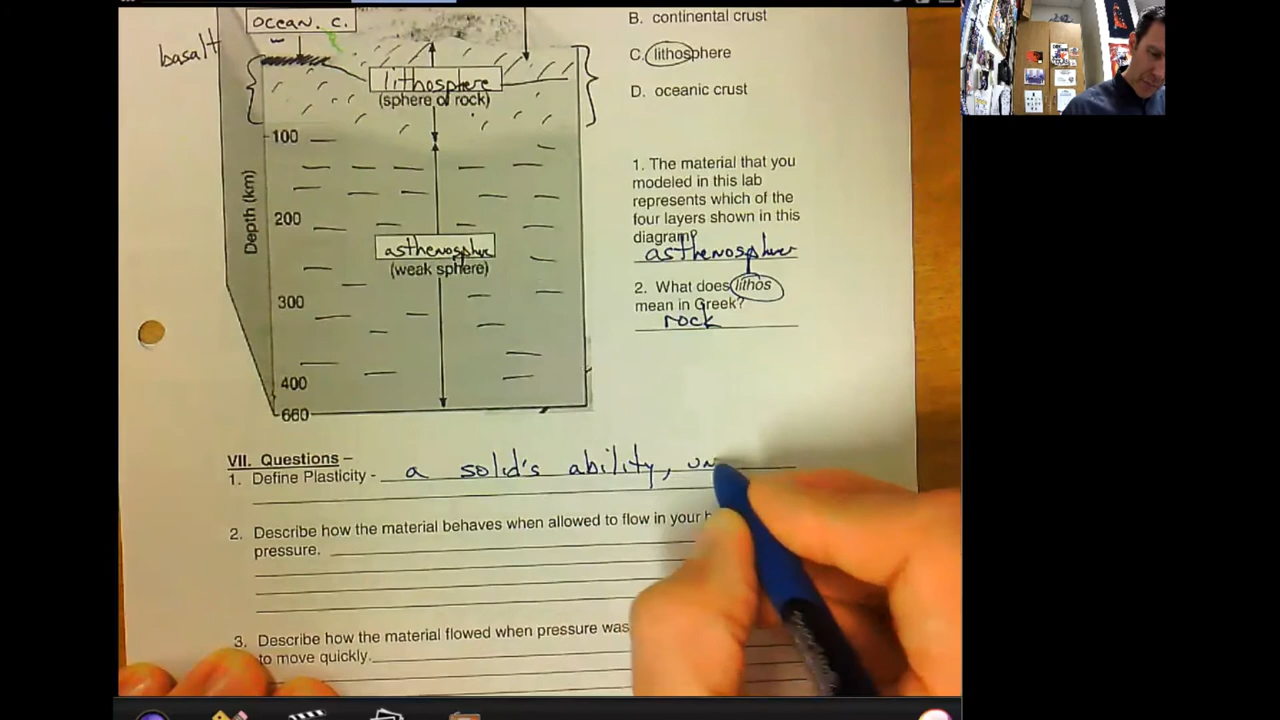 ocean. c.
B. continental crust
basalt
C. lithosphere
lithosphere
(sphere of rock)
D. oceanic crust
100
1. The material that you
modeled in this lab
represents which of the
four layers shown in this
diagram?
asthenospher
Depth (km)
200
asthenosphre
(weak sphere)
2. What does lithos
mean in Greek?
rock
300
400
660
VII. Questions –
1. Define Plasticity - a solid's ability, un
2. Describe how the material behaves when allowed to flow in your
pressure.
3. Describe how the material flowed when pressure was
to move quickly.